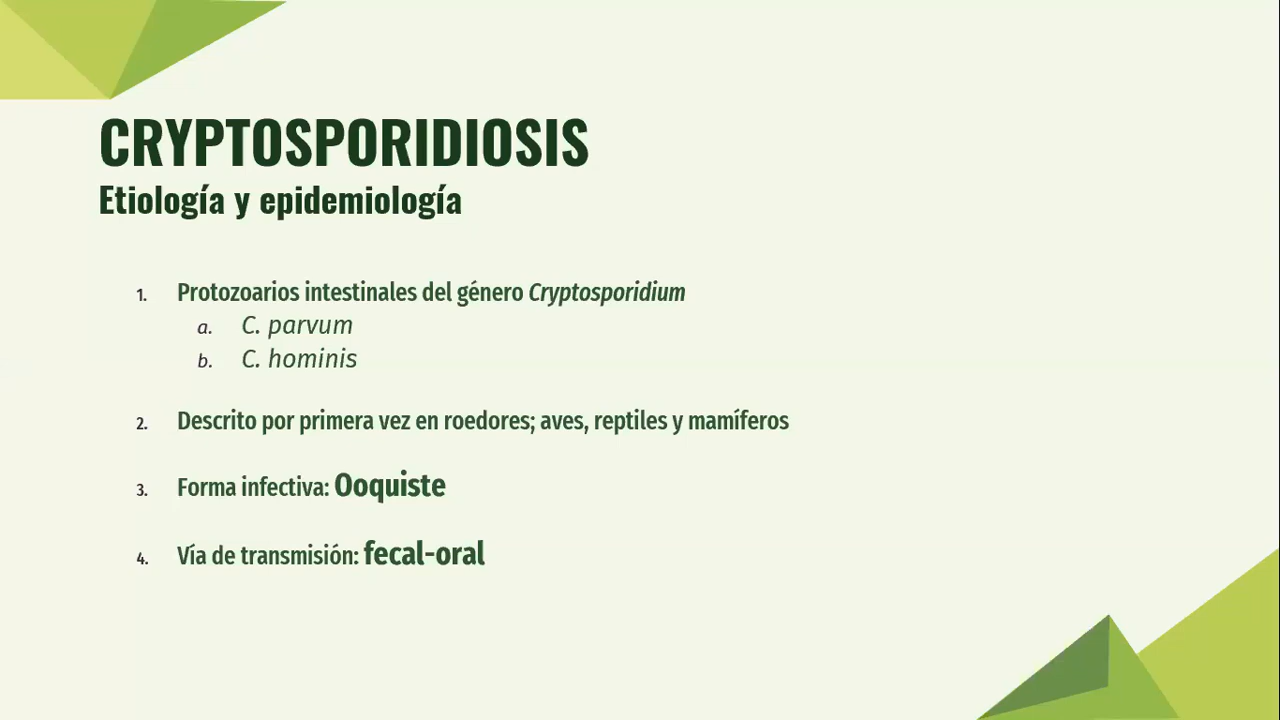 CRYPTOSPORIDIOSIS
Etiología y epidemiología
1. Protozoarios intestinales del género Cryptosporidium
a. C. parvum
b. C. hominis
2. Descrito por primera vez en roedores; aves, reptiles y mamíferos
3. Forma infectiva: Ooquiste
4. Vía de transmisión: fecal-oral